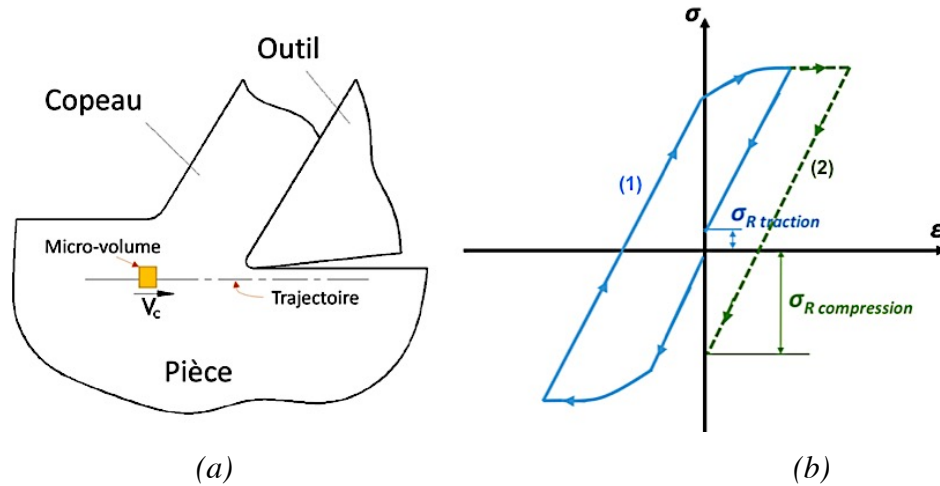 Outil
Copeau
Micro-volume
Vc
Trajectoire
Pièce
(a)
σ
(1)
(2)
σR traction
ε
σR compression
(b)